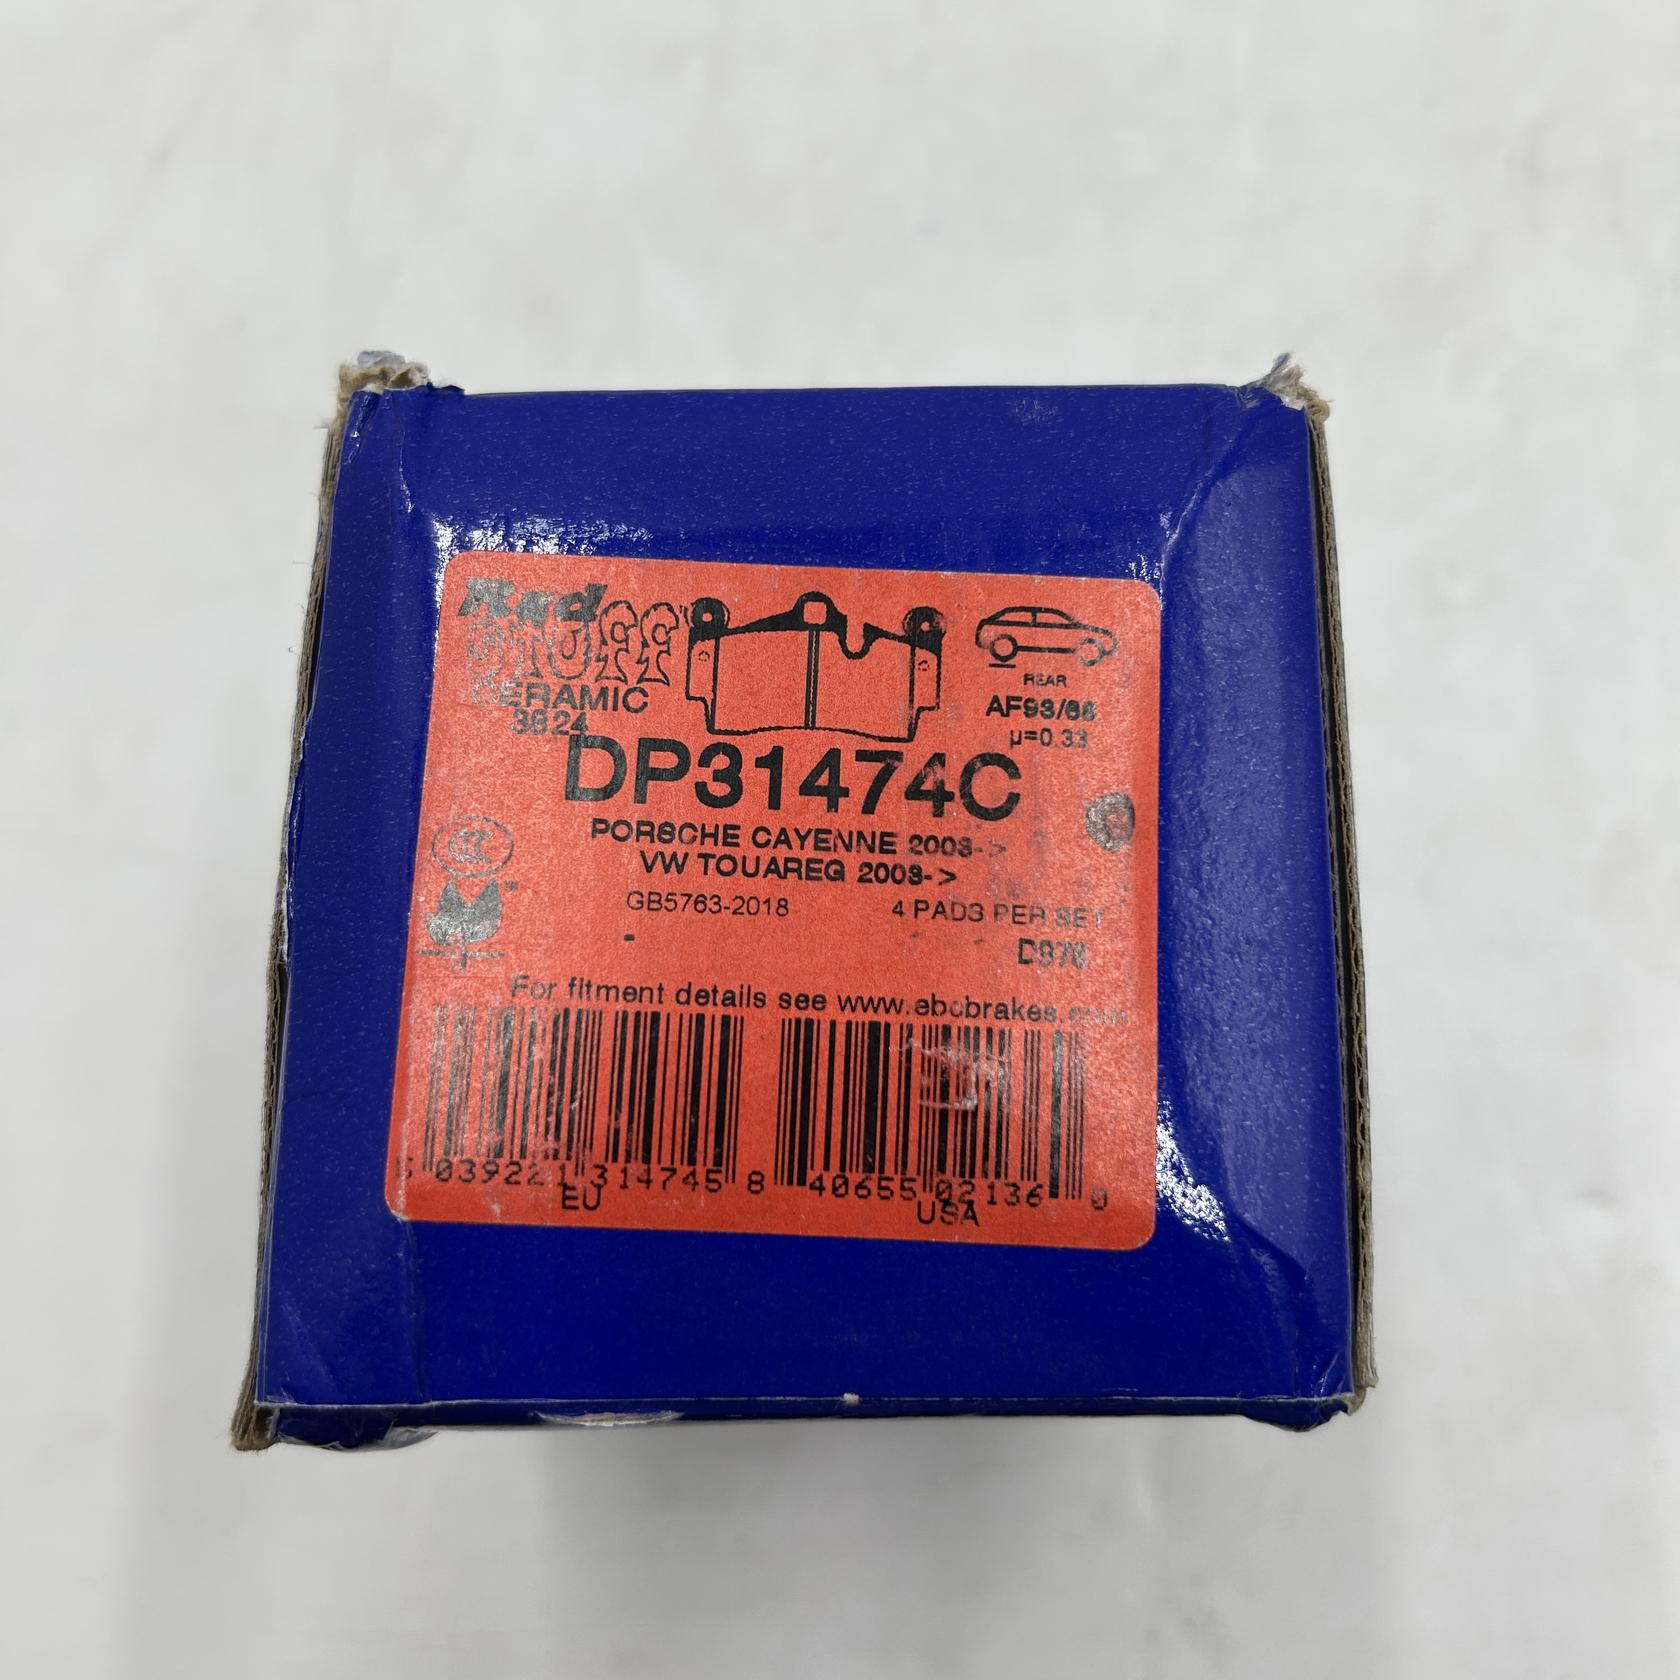 Red
STUFF
CERAMIC
3824
REAR
AF93/86
µ=0.33
DP31474C
PORSCHE CAYENNE 2003->
VW TOUAREG 2003->
CCC
GB5763-2018
4 PADS PER SET
D978
For fitment details see www.ebcbrakes.com
5 039221 314745
8 40655 02136 0
EU
USA